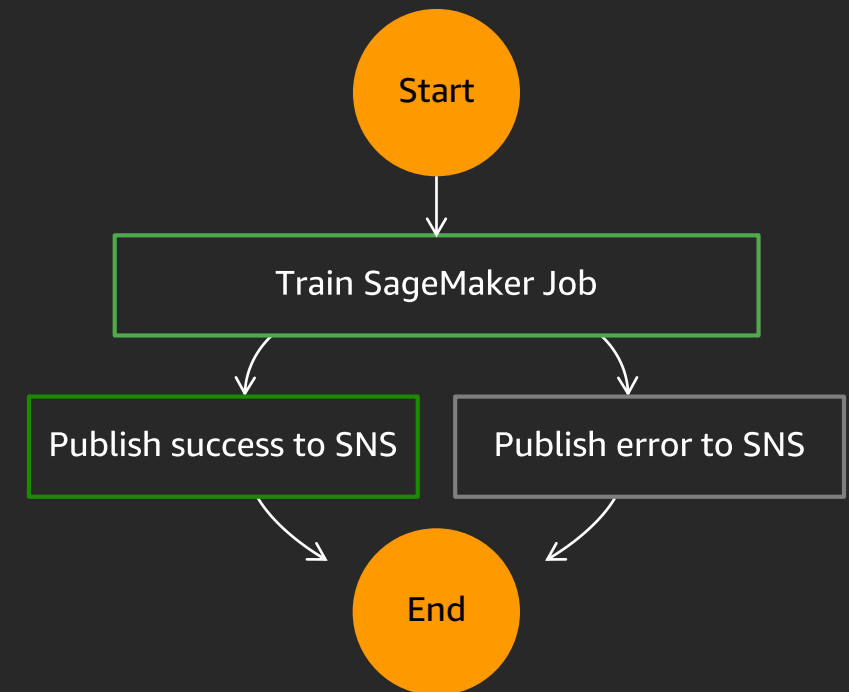 Start
Train SageMaker Job
Publish success to SNS
Publish error to SNS
End